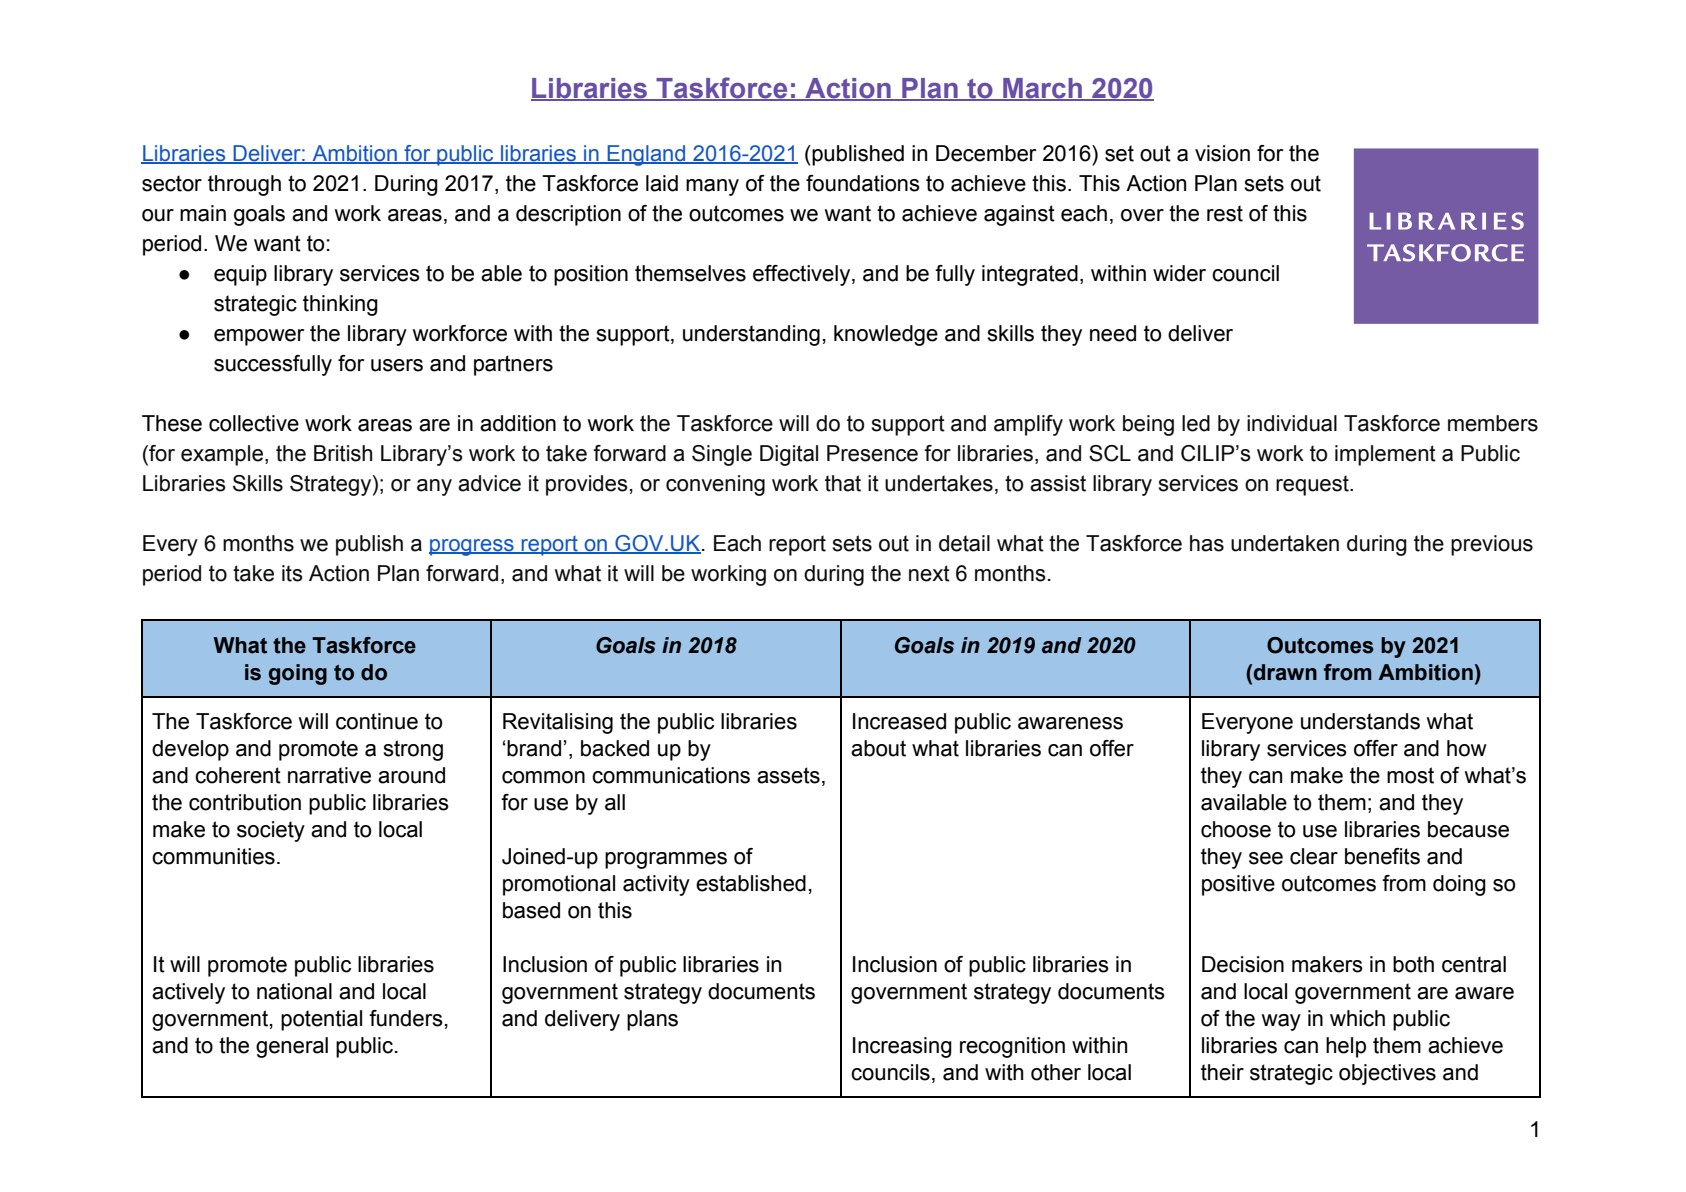 Libraries Taskforce: Action Plan to March 2020
Libraries Deliver: Ambition for public libraries in England 2016-2021 (published in December 2016) set out a vision for the
sector through to 2021. During 2017, the Taskforce laid many of the foundations to achieve this. This Action Plan sets out
our main goals and work areas, and a description of the outcomes we want to achieve against each, over the rest of this
period. We want to:
● equip library services to be able to position themselves effectively, and be fully integrated, within wider council
strategic thinking
● empower the library workforce with the support, understanding, knowledge and skills they need to deliver
successfully for users and partners
LIBRARIES
TASKFORCE
These collective work areas are in addition to work the Taskforce will do to support and amplify work being led by individual Taskforce members
(for example, the British Library’s work to take forward a Single Digital Presence for libraries, and SCL and CILIP’s work to implement a Public
Libraries Skills Strategy); or any advice it provides, or convening work that it undertakes, to assist library services on request.
Every 6 months we publish a progress report on GOV.UK. Each report sets out in detail what the Taskforce has undertaken during the previous
period to take its Action Plan forward, and what it will be working on during the next 6 months.
What the Taskforce
is going to do
Goals in 2018
Goals in 2019 and 2020
Outcomes by 2021
(drawn from Ambition)
The Taskforce will continue to
develop and promote a strong
and coherent narrative around
the contribution public libraries
make to society and to local
communities.
Revitalising the public libraries
‘brand’, backed up by
common communications assets,
for use by all
Joined-up programmes of
promotional activity established,
based on this
Increased public awareness
about what libraries can offer
Everyone understands what
library services offer and how
they can make the most of what’s
available to them; and they
choose to use libraries because
they see clear benefits and
positive outcomes from doing so
It will promote public libraries
actively to national and local
government, potential funders,
and to the general public.
Inclusion of public libraries in
government strategy documents
and delivery plans
Inclusion of public libraries in
government strategy documents
Increasing recognition within
councils, and with other local
Decision makers in both central
and local government are aware
of the way in which public
libraries can help them achieve
their strategic objectives and
1